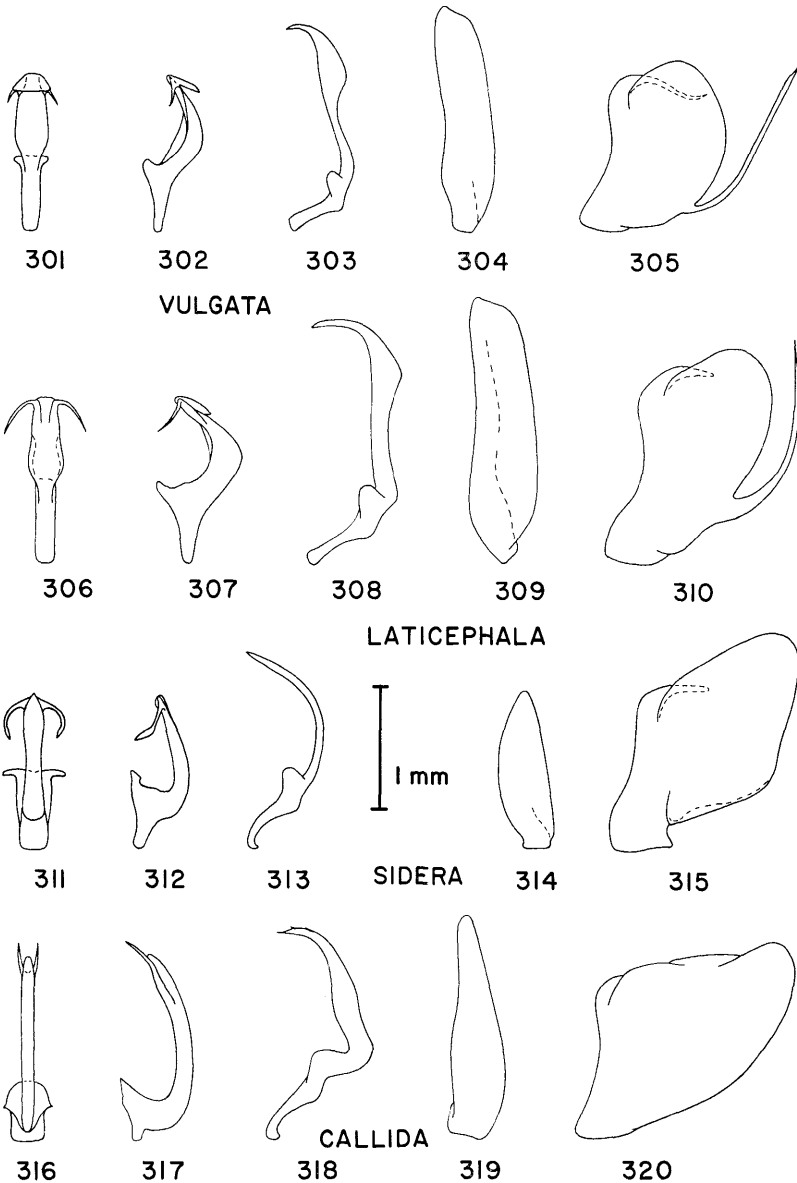 301 302 303 304 305
VULGATA
306 307 308 309 310
LATICEPHALA
1 mm
311 312 313 SIDERA 314 315
CALLIDA
316 317 318 319 320